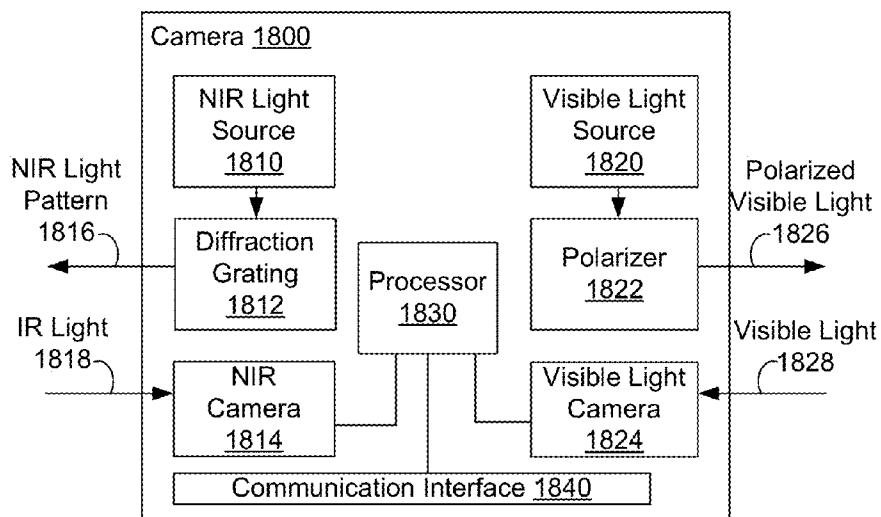 Camera 1800
NIR Light
Source
1810
Visible Light
Source
1820
NIR Light
Pattern
1816
Diffraction
Grating
1812
Processor
1830
Polarizer
1822
Polarized
Visible Light
1826
IR Light
1818
NIR
Camera
1814
Visible Light
Camera
1824
Visible Light
1828
Communication Interface 1840